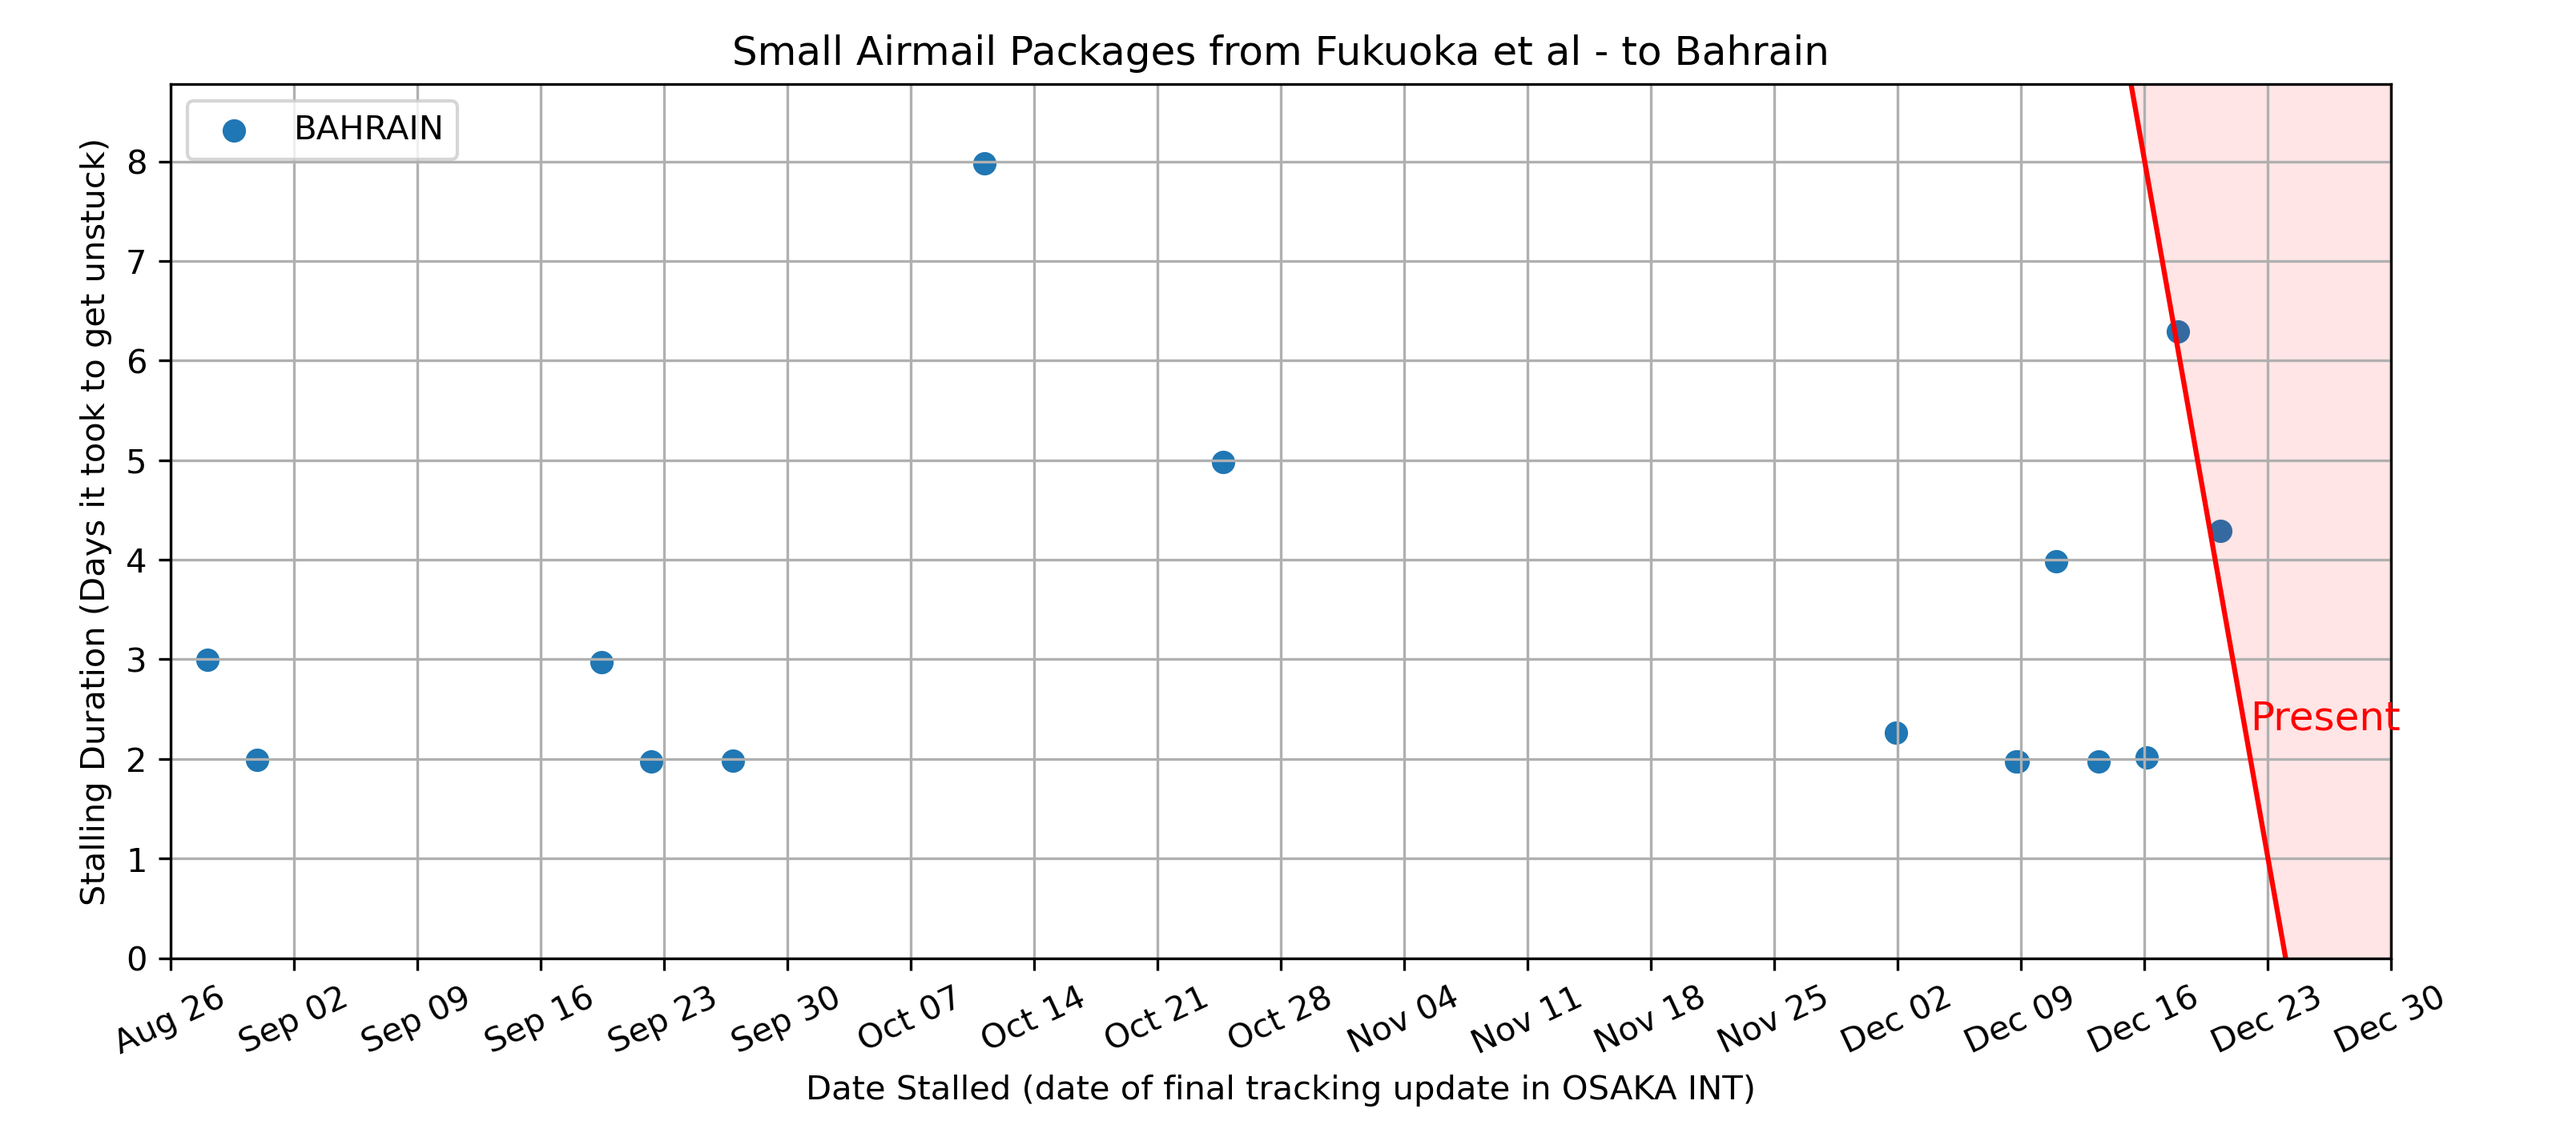 Small Airmail Packages from Fukuoka et al - to Bahrain
BAHRAIN
Stalling Duration (Days it took to get unstuck)
8
7
6
5
4
3
2
1
0
Present
Aug 26
Sep 02
Sep 09
Sep 16
Sep 23
Sep 30
Oct 07
Oct 14
Oct 21
Oct 28
Nov 04
Nov 11
Nov 18
Nov 25
Dec 02
Dec 09
Dec 16
Dec 23
Dec 30
Date Stalled (date of final tracking update in OSAKA INT)